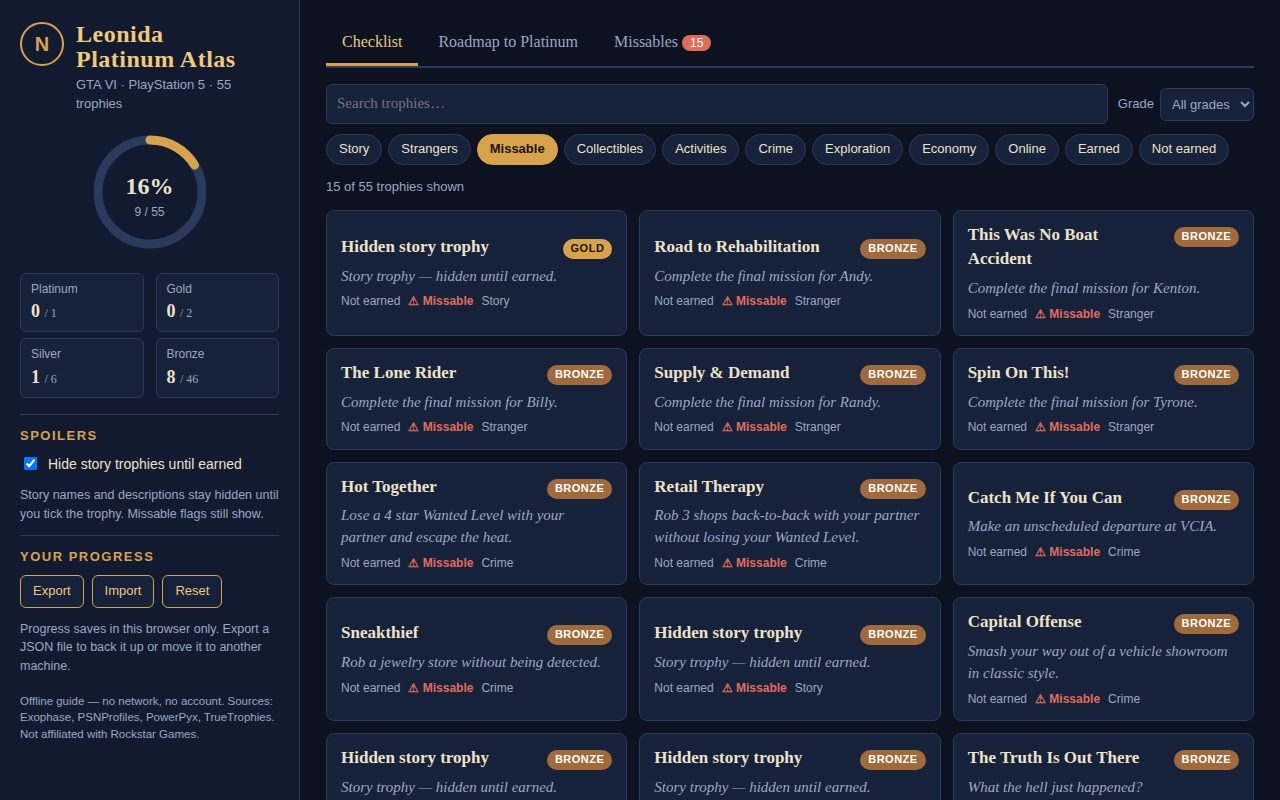 N
Leonida
Platinum Atlas
GTA VI · PlayStation 5 · 55
trophies
16%
9 / 55
Platinum
0 / 1
Gold
0 / 2
Silver
1 / 6
Bronze
8 / 46
SPOILERS
Hide story trophies until earned
Story names and descriptions stay hidden until
you tick the trophy. Missable flags still show.
YOUR PROGRESS
Export
Import
Reset
Progress saves in this browser only. Export a
JSON file to back it up or move it to another
machine.
Offline guide — no network, no account. Sources:
Exophase, PSNProfiles, PowerPyx, TrueTrophies.
Not affiliated with Rockstar Games.
Checklist
Roadmap to Platinum
Missables 15
Search trophies…
Grade
All grades
Story
Strangers
Missable
Collectibles
Activities
Crime
Exploration
Economy
Online
Earned
Not earned
15 of 55 trophies shown
Hidden story trophy
GOLD
Story trophy — hidden until earned.
Not earned ⚠ Missable Story
Road to Rehabilitation
BRONZE
Complete the final mission for Andy.
Not earned ⚠ Missable Stranger
This Was No Boat
Accident
BRONZE
Complete the final mission for Kenton.
Not earned ⚠ Missable Stranger
The Lone Rider
BRONZE
Complete the final mission for Billy.
Not earned ⚠ Missable Stranger
Supply & Demand
BRONZE
Complete the final mission for Randy.
Not earned ⚠ Missable Stranger
Spin On This!
BRONZE
Complete the final mission for Tyrone.
Not earned ⚠ Missable Stranger
Hot Together
BRONZE
Lose a 4 star Wanted Level with your
partner and escape the heat.
Not earned ⚠ Missable Crime
Retail Therapy
BRONZE
Rob 3 shops back-to-back with your partner
without losing your Wanted Level.
Not earned ⚠ Missable Crime
Catch Me If You Can
BRONZE
Make an unscheduled departure at VCIA.
Not earned ⚠ Missable Crime
Sneakthief
BRONZE
Rob a jewelry store without being detected.
Not earned ⚠ Missable Crime
Hidden story trophy
BRONZE
Story trophy — hidden until earned.
Not earned ⚠ Missable Story
Capital Offense
BRONZE
Smash your way out of a vehicle showroom
in classic style.
Not earned ⚠ Missable Crime
Hidden story trophy
BRONZE
Story trophy — hidden until earned.
Hidden story trophy
BRONZE
Story trophy — hidden until earned.
The Truth Is Out There
BRONZE
What the hell just happened?